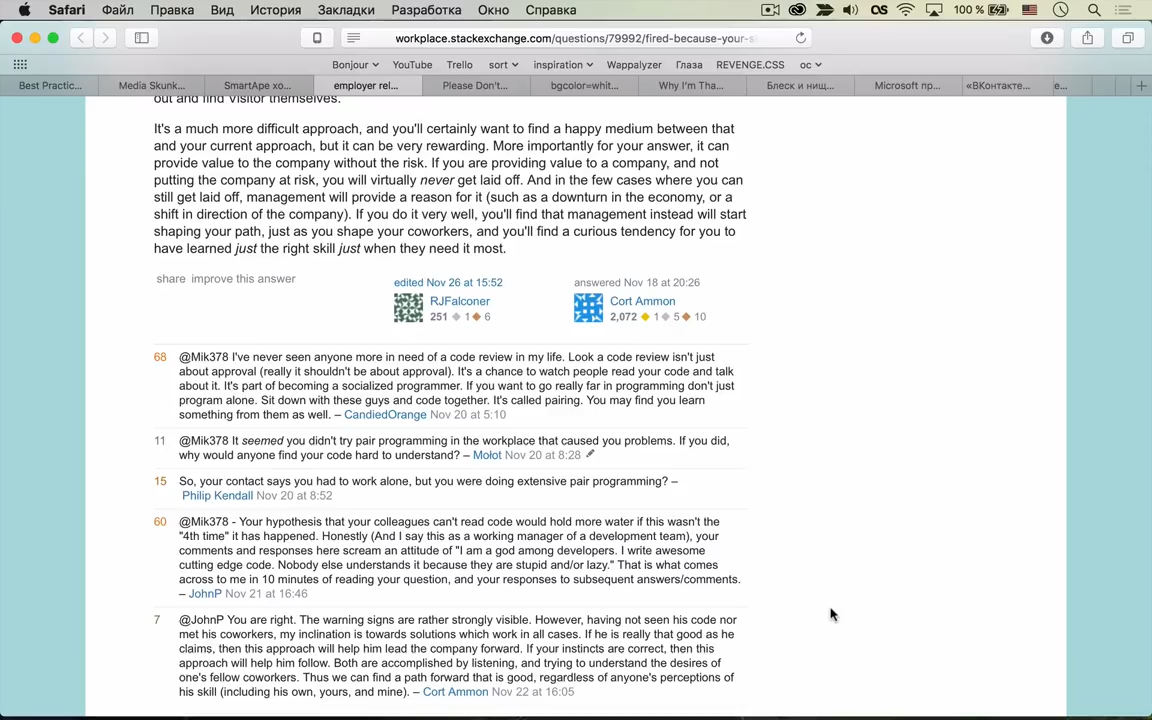 Safari Файл Правка Вид История Закладки Разработка Окно Справка 100 %
workplace.stackexchange.com/questions/79992/fired-because-your-s
Bonjour YouTube Trello sort inspiration Wappalyzer Глаза REVENGE.CSS ос
Best Practic... Media Skunk... SmartApe хо... employer rel... Please Don't... bgcolor=whit... Why I'm Tha... Блеск и нищ... Microsoft пр... «ВКонтакте... е...
out and find Visitor themselves.
It's a much more difficult approach, and you'll certainly want to find a happy medium between that
and your current approach, but it can be very rewarding. More importantly for your answer, it can
provide value to the company without the risk. If you are providing value to a company, and not
putting the company at risk, you will virtually never get laid off. And in the few cases where you can
still get laid off, management will provide a reason for it (such as a downturn in the economy, or a
shift in direction of the company). If you do it very well, you'll find that management instead will start
shaping your path, just as you shape your coworkers, and you'll find a curious tendency for you to
have learned just the right skill just when they need it most.
share improve this answer
edited Nov 26 at 15:52
RJFalconer
251 1 6
answered Nov 18 at 20:26
Cort Ammon
2,072 1 5 10
68 @Mik378 I've never seen anyone more in need of a code review in my life. Look a code review isn't just
about approval (really it shouldn't be about approval). It's a chance to watch people read your code and talk
about it. It's part of becoming a socialized programmer. If you want to go really far in programming don't just
program alone. Sit down with these guys and code together. It's called pairing. You may find you learn
something from them as well. – CandiedOrange Nov 20 at 5:10
11 @Mik378 It seemed you didn't try pair programming in the workplace that caused you problems. If you did,
why would anyone find your code hard to understand? – Mołot Nov 20 at 8:28
15 So, your contact says you had to work alone, but you were doing extensive pair programming? –
Philip Kendall Nov 20 at 8:52
60 @Mik378 - Your hypothesis that your colleagues can't read code would hold more water if this wasn't the
"4th time" it has happened. Honestly (And I say this as a working manager of a development team), your
comments and responses here scream an attitude of "I am a god among developers. I write awesome
cutting edge code. Nobody else understands it because they are stupid and/or lazy." That is what comes
across to me in 10 minutes of reading your question, and your responses to subsequent answers/comments.
– JohnP Nov 21 at 16:46
7 @JohnP You are right. The warning signs are rather strongly visible. However, having not seen his code nor
met his coworkers, my inclination is towards solutions which work in all cases. If he is really that good as he
claims, then this approach will help him lead the company forward. If your instincts are correct, then this
approach will help him follow. Both are accomplished by listening, and trying to understand the desires of
one's fellow coworkers. Thus we can find a path forward that is good, regardless of anyone's perceptions of
his skill (including his own, yours, and mine). – Cort Ammon Nov 22 at 16:05